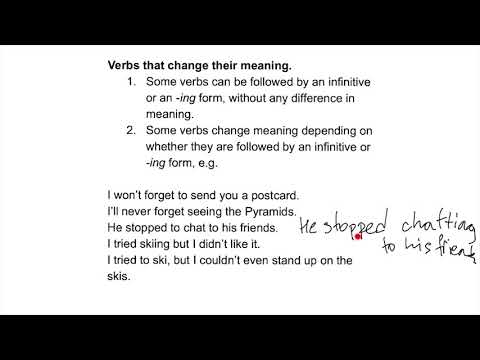 Verbs that change their meaning.
1. Some verbs can be followed by an infinitive
or an -ing form, without any difference in
meaning.
2. Some verbs change meaning depending on
whether they are followed by an infinitive or
-ing form, e.g.
I won't forget to send you a postcard.
I'll never forget seeing the Pyramids.
He stopped to chat to his friends.
I tried skiing but I didn't like it.
I tried to ski, but I couldn't even stand up on the
skis.
He stopped chatting
to his friends